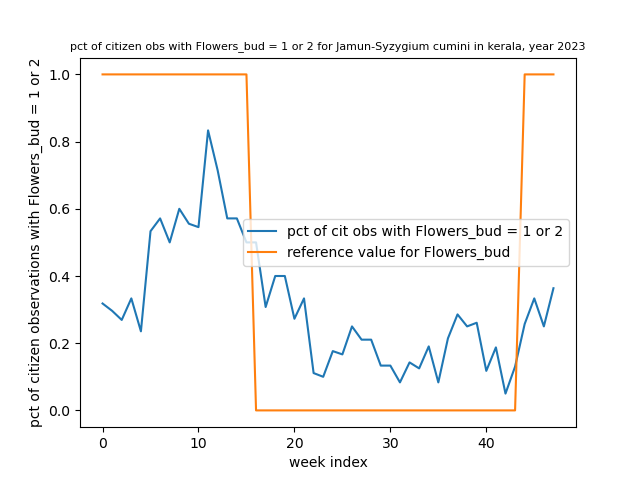 pct of citizen obs with Flowers_bud = 1 or 2 for Jamun-Syzygium cumini in kerala, year 2023
pct of citizen observations with Flowers_bud = 1 or 2
1.0
0.8
0.6
0.4
0.2
0.0
pct of cit obs with Flowers_bud = 1 or 2
reference value for Flowers_bud
0 10 20 30 40
week index